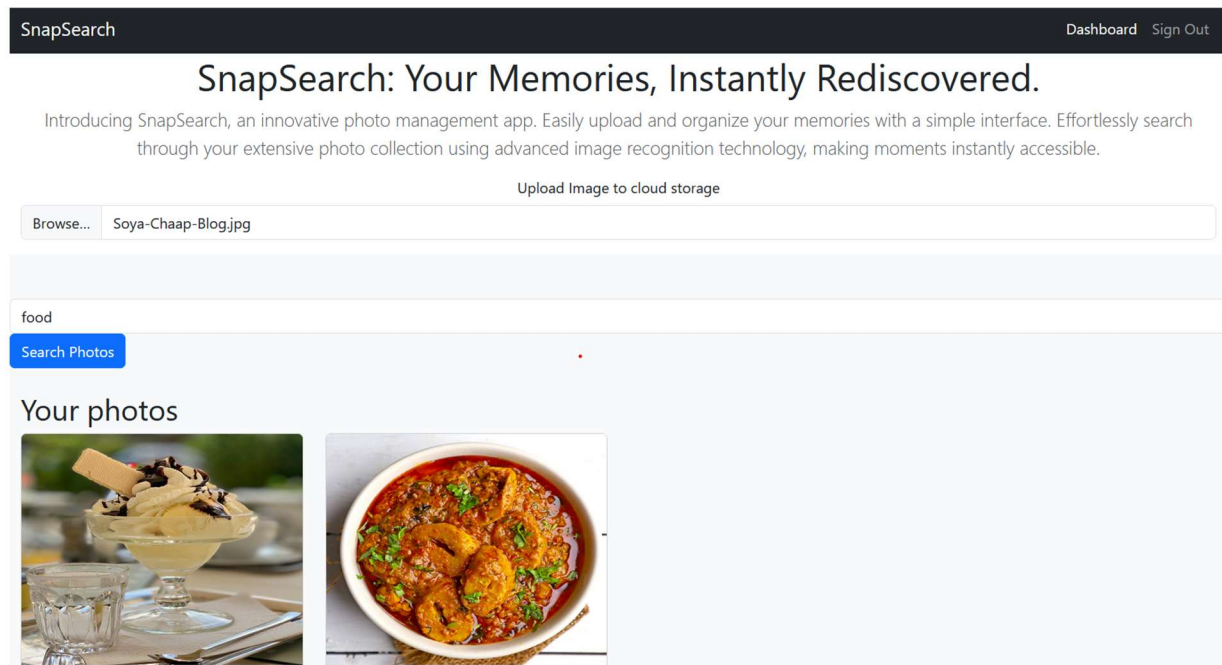 SnapSearch
Dashboard Sign Out
SnapSearch: Your Memories, Instantly Rediscovered.
Introducing SnapSearch, an innovative photo management app. Easily upload and organize your memories with a simple interface. Effortlessly search
through your extensive photo collection using advanced image recognition technology, making moments instantly accessible.
Upload Image to cloud storage
Browse... Soya-Chaap-Blog.jpg
food
Search Photos
Your photos